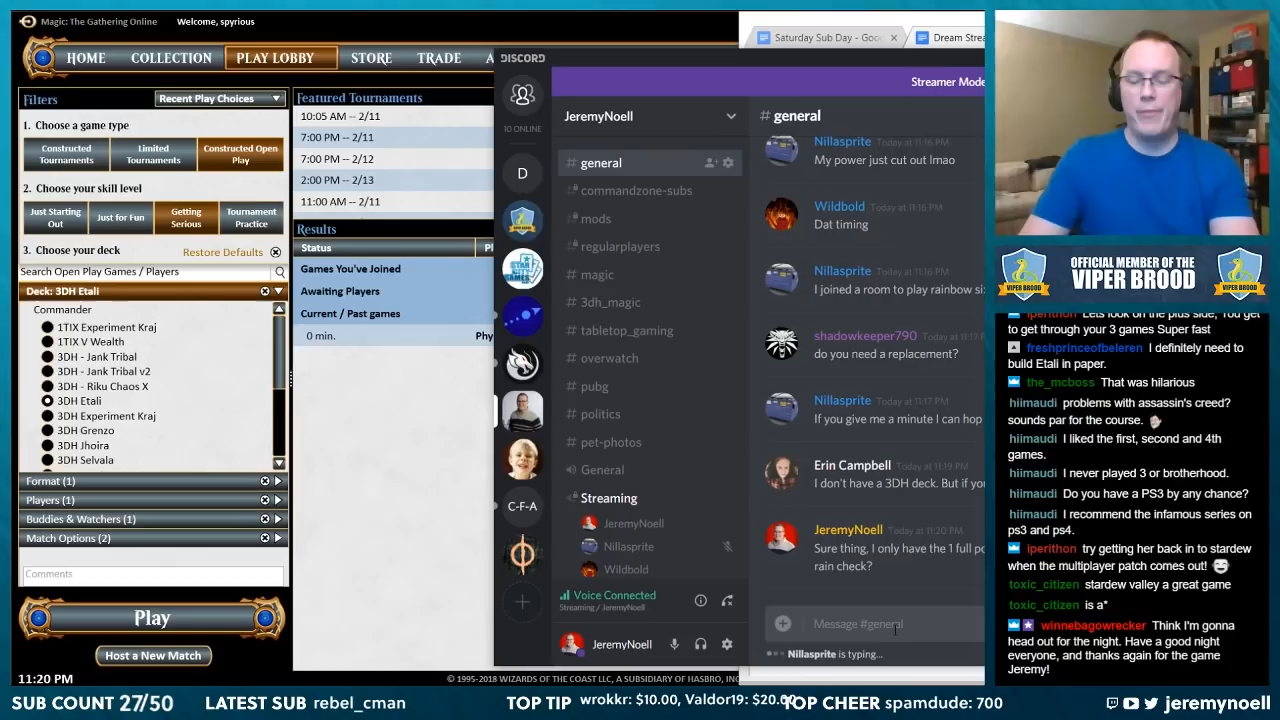 Magic: The Gathering Online
Welcome, spyrious
HOME
COLLECTION
PLAY LOBBY
STORE
TRADE
A
Filters
Recent Play Choices
1. Choose a game type
Constructed
Tournaments
Limited
Tournaments
Constructed Open
Play
2. Choose your skill level
Just Starting
Out
Just for Fun
Getting
Serious
Tournament
Practice
3. Choose your deck
Restore Defaults
Search Open Play Games / Players
Deck: 3DH Etali
Commander
1TIX Experiment Kraj
1TIX V Wealth
3DH - Jank Tribal
3DH - Jank Tribal v2
3DH - Riku Chaos X
3DH Etali
3DH Experiment Kraj
3DH Grenzo
3DH Jhoira
3DH Selvala
Format (1)
Players (1)
Buddies & Watchers (1)
Match Options (2)
Comments
Play
Host a New Match
11:20 PM
Featured Tournaments
10:05 AM -- 2/11
7:00 PM -- 2/11
7:00 PM -- 2/12
2:00 PM -- 2/13
11:00 AM -- 2/11
Results
Status
Pl
Games You've Joined
Awaiting Players
Current / Past games
0 min.
Phy
© 1995-2018 WIZARDS OF THE COAST LLC, A SUBSIDIARY OF HASBRO, INC.
Saturday Sub Day - Goo
Dream Stre
DISCORD
10 ONLINE
D
STAR
CITY
GAMES
C-F-A
Streamer Mode
JeremyNoell
# general
commandzone-subs
mods
regularplayers
# magic
# 3dh_magic
# tabletop_gaming
# overwatch
# pubg
# politics
# pet-photos
General
Streaming
JeremyNoell
Nillasprite
Wildbold
Voice Connected
Streaming / JeremyNoell
JeremyNoell
# general
Nillasprite Today at 11:16 PM
My power just cut out lmao
Wildbold Today at 11:16 PM
Dat timing
Nillasprite Today at 11:16 PM
I joined a room to play rainbow six
shadowkeeper790 Today at 11:17 P
do you need a replacement?
Nillasprite Today at 11:17 PM
If you give me a minute I can hop
Erin Campbell Today at 11:19 PM
I don't have a 3DH deck. But if you
JeremyNoell Today at 11:20 PM
Sure thing, I only have the 1 full po
rain check?
Message #general
Nillasprite is typing...
OFFICIAL MEMBER OF THE
VIPER BROOD
iperithon Lets look on the plus side, You get
to get through your 3 games Super fast
freshprinceofbeleren I definitely need to
build Etali in paper.
the_mcboss That was hilarious
hiimaudi problems with assassin's creed?
sounds par for the course.
hiimaudi I liked the first, second and 4th
games.
hiimaudi I never played 3 or brotherhood.
hiimaudi Do you have a PS3 by any chance?
hiimaudi I recommend the infamous series on
ps3 and ps4.
iperithon try getting her back in to stardew
when the multiplayer patch comes out!
toxic_citizen stardew valley a great game
toxic_citizen is a*
winnebagowrecker Think I'm gonna
head out for the night. Have a good night
everyone, and thanks again for the game
Jeremy!
SUB COUNT 27/50
LATEST SUB rebel_cman
TOP TIP wrokkr: $10.00, Valdor19: $20.00
TOP CHEER spamdude: 700
jeremynoell